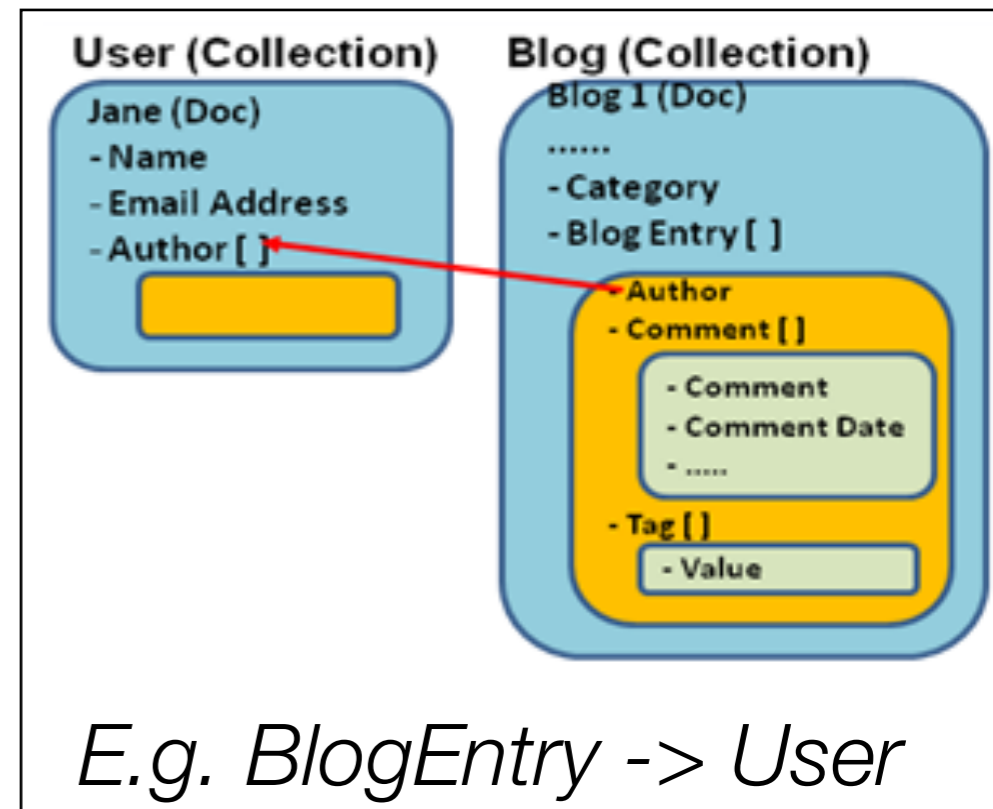 User (Collection)
Jane (Doc)
- Name
- Email Address
- Author [ ]
Blog (Collection)
Blog 1 (Doc)
......
- Category
- Blog Entry [ ]
- Author
- Comment [ ]
- Comment
- Comment Date
- .....
- Tag [ ]
- Value
E.g. BlogEntry -> User